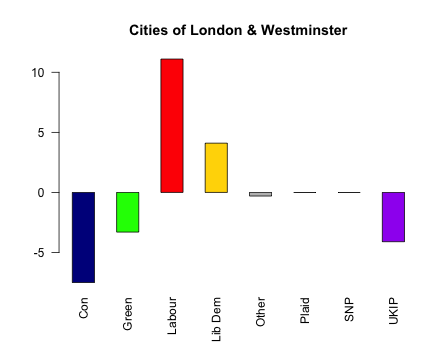 Cities of London & Westminster
10
5
0
-5
Con
Green
Labour
Lib Dem
Other
Plaid
SNP
UKIP